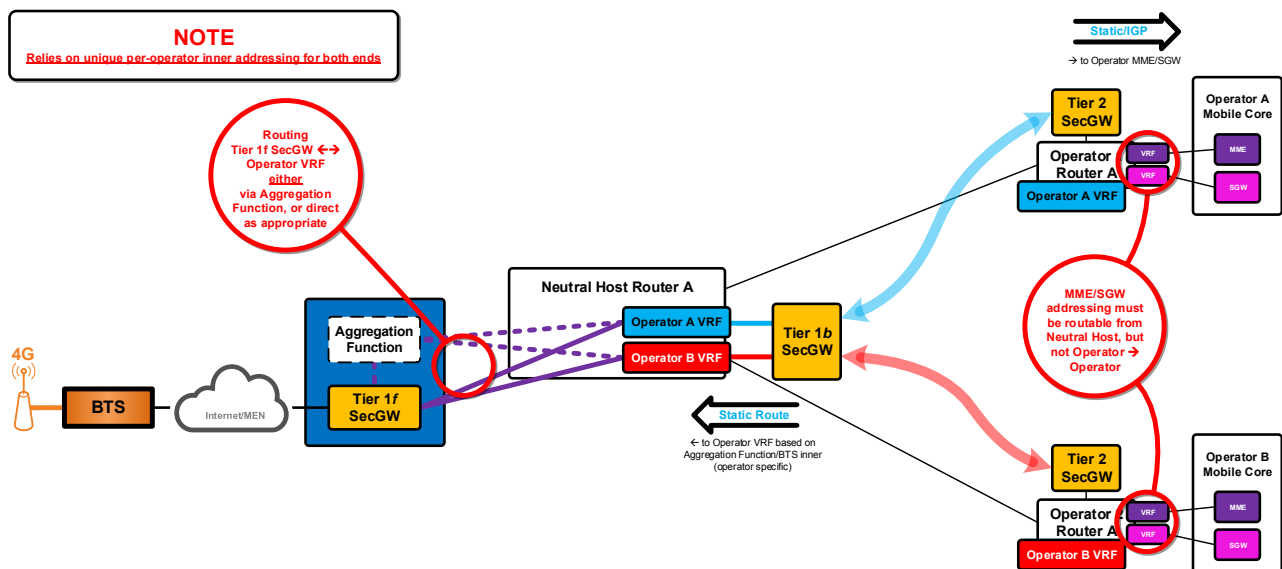 NOTE
Relies on unique per-operator inner addressing for both ends
Static/IGP
→ to Operator MME/SGW
Routing
Tier 1f SecGW ←→
Operator VRF
either
via Aggregation
Function, or direct
as appropriate
Tier 2
SecGW
Operator
Router A
Operator A VRF
VRF
VRF
Operator A
Mobile Core
MME
SGW
Neutral Host Router A
Operator A VRF
Operator B VRF
Tier 1b
SecGW
Aggregation
Function
Tier 1f
SecGW
4G
BTS
Internet/MEN
Static Route
← to Operator VRF based on
Aggregation Function/BTS inner
(operator specific)
MME/SGW
addressing must
be routable from
Neutral Host, but
not Operator →
Operator
Tier 2
SecGW
Operator
Router A
Operator B VRF
VRF
VRF
Operator B
Mobile Core
MME
SGW